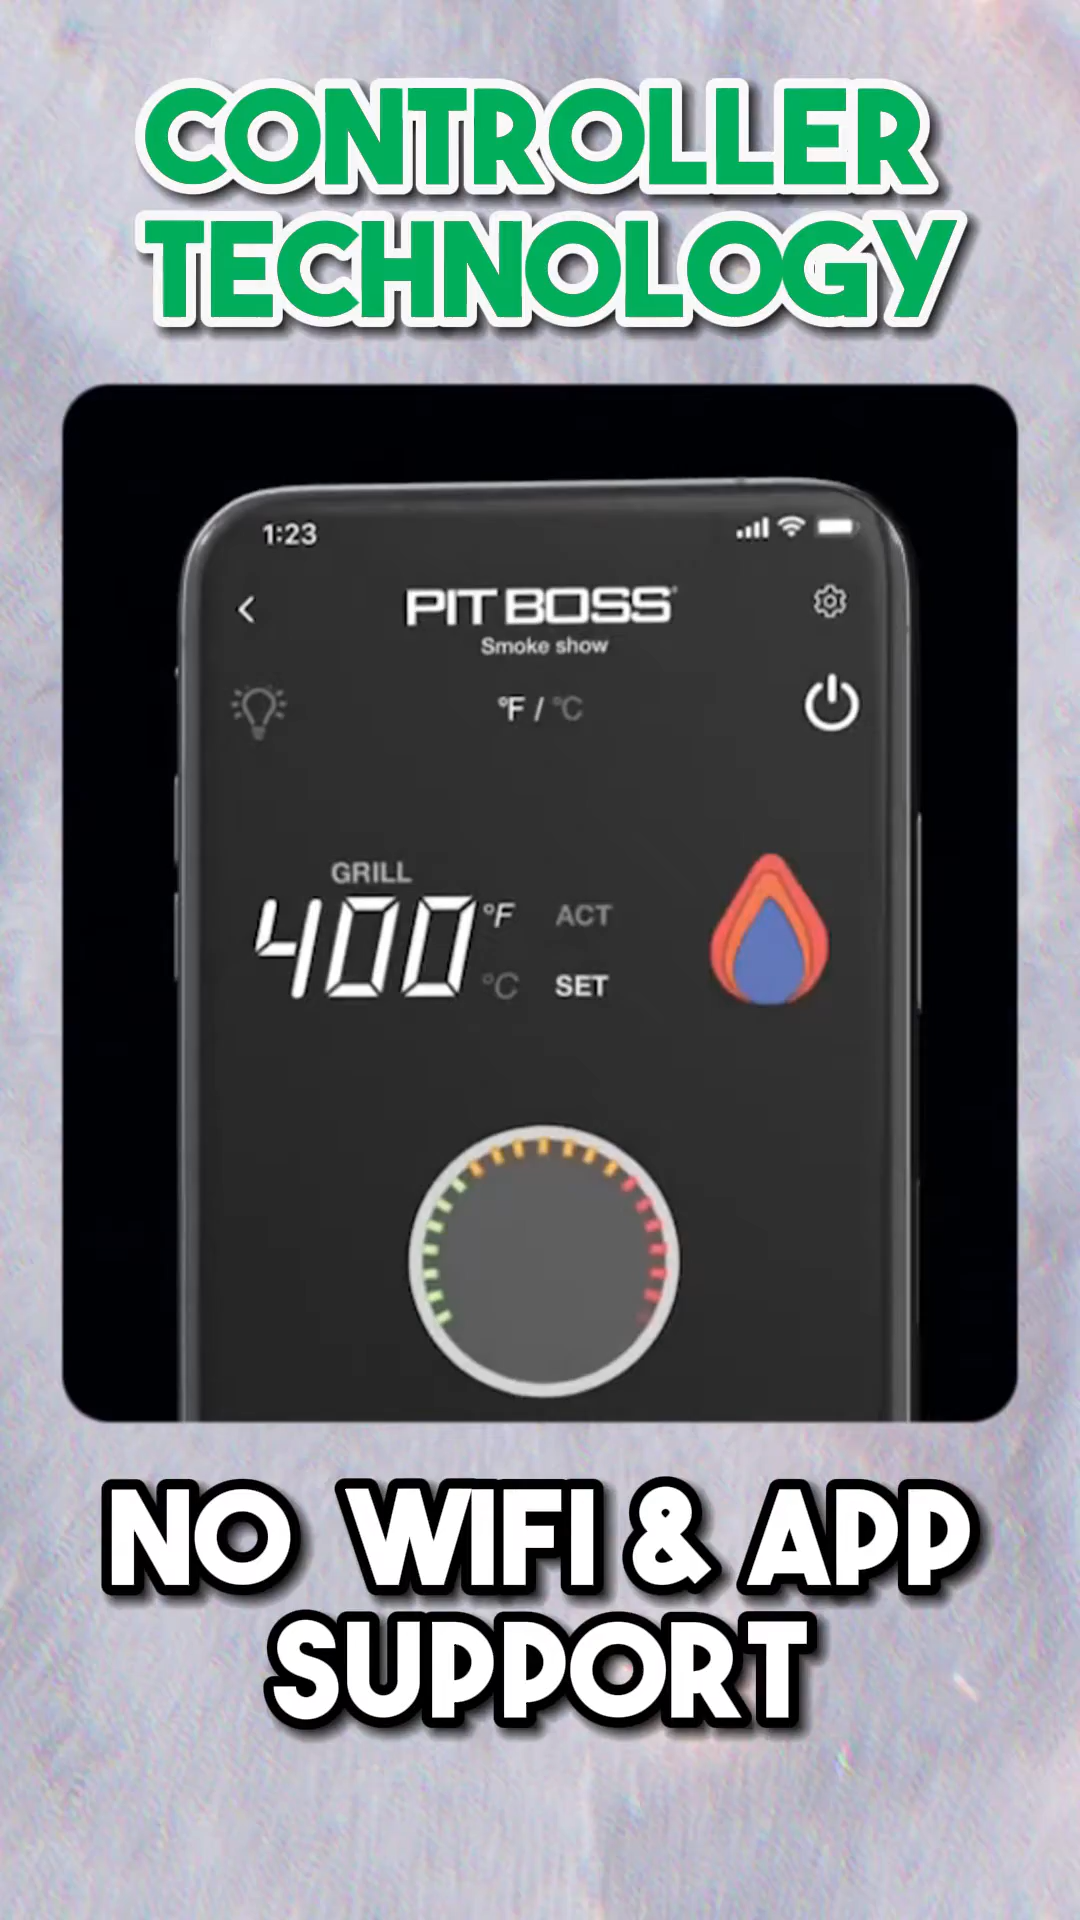 CONTROLLER
TECHNOLOGY
1:23
PIT BOSS®
Smoke show
°F / °C
GRILL
400 °F ACT
°C SET
NO WIFI & APP
SUPPORT